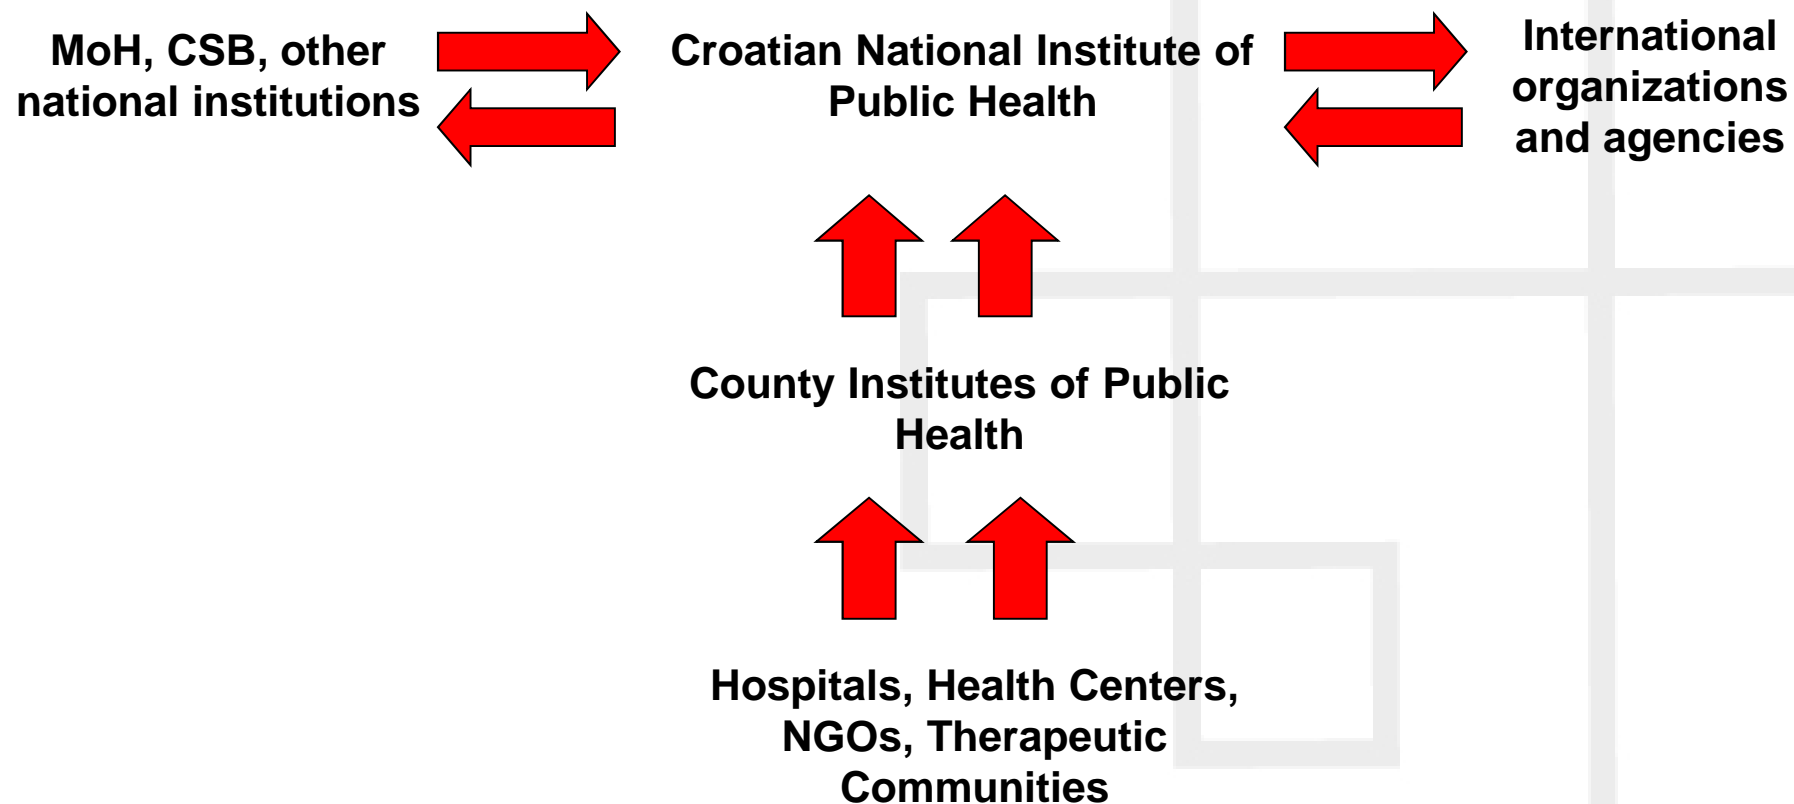 MoH, CSB, other
national institutions
Croatian National Institute of
Public Health
International
organizations
and agencies
County Institutes of Public
Health
Hospitals, Health Centers,
NGOs, Therapeutic
Communities